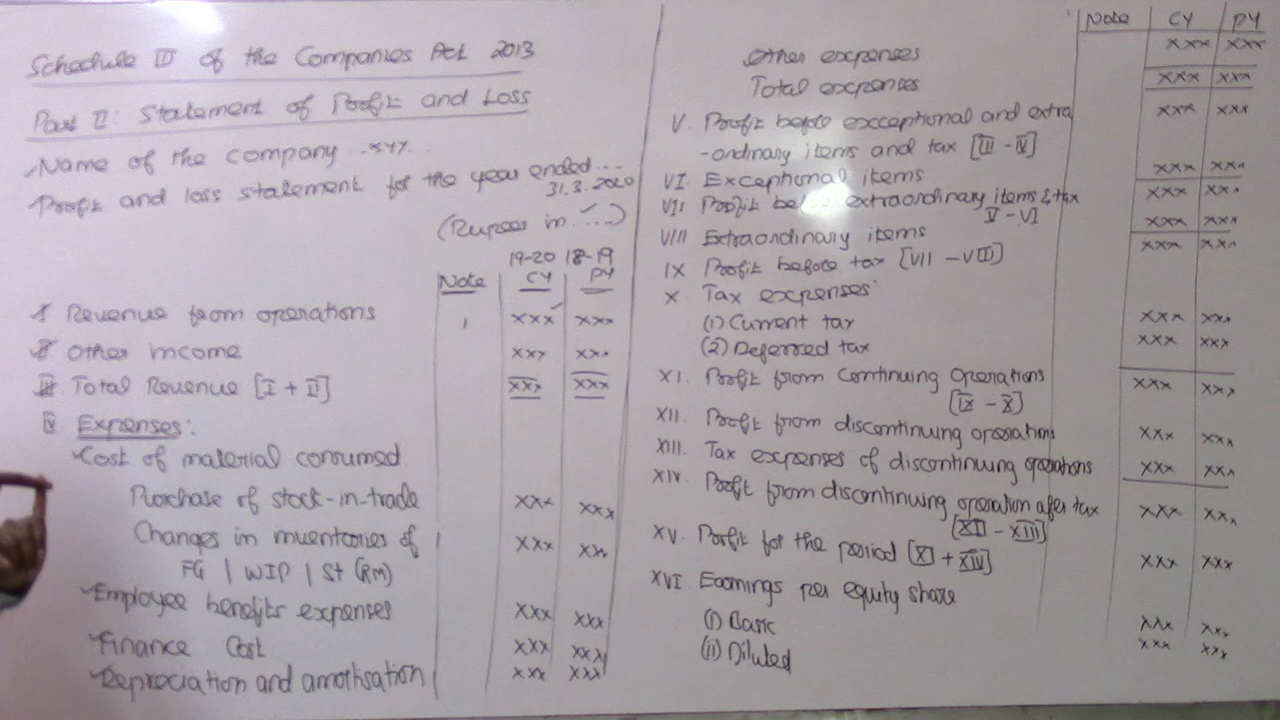 Schedule III of the Companies Act 2013
Part II: Statement of Profit and Loss
Name of the company ..xyz..
Profit and loss statement for the year ended....
31.3.2020
(Rupees in ....)
19-20 18-19
Note CY PY
I Revenue from operations 1 xxx xxx
II Other income xxx xxx
III Total Revenue [I + II] xxx xxx
IV Expenses:
Cost of material consumed
Purchase of stock-in-trade xxx xxx
Changes in inventories of xxx xxx
FG | WIP | St (RM)
Employee benefits expenses xxx xxx
Finance Cost xxx xxx
Depreciation and amortisation xxx xxx
Note CY PY
Other expenses xxx xxx
Total expenses xxx xxx
V. Profit before exceptional and extra xxx xxx
-ordinary items and tax [III - IV]
VI. Exceptional items xxx xxx
VII Profit before extraordinary items & tax xxx xxx
V - VI
VIII Extraordinary items xxx xxx
IX Profit before tax [VII - VIII] xxx xxx
X Tax expenses:
(1) Current tax xxx xxx
(2) Deferred tax xxx xxx
XI. Profit from continuing operations xxx xxx
[IX - X]
XII. Profit from discontinuing operations xxx xxx
XIII. Tax expenses of discontinuing operations xxx xxx
XIV. Profit from discontinuing operation after tax xxx xxx
[XII - XIII]
XV. Profit for the period [XI + XIV] xxx xxx
XVI Earnings per equity share
(i) Basic xxx xxx
(ii) Diluted xxx xxx